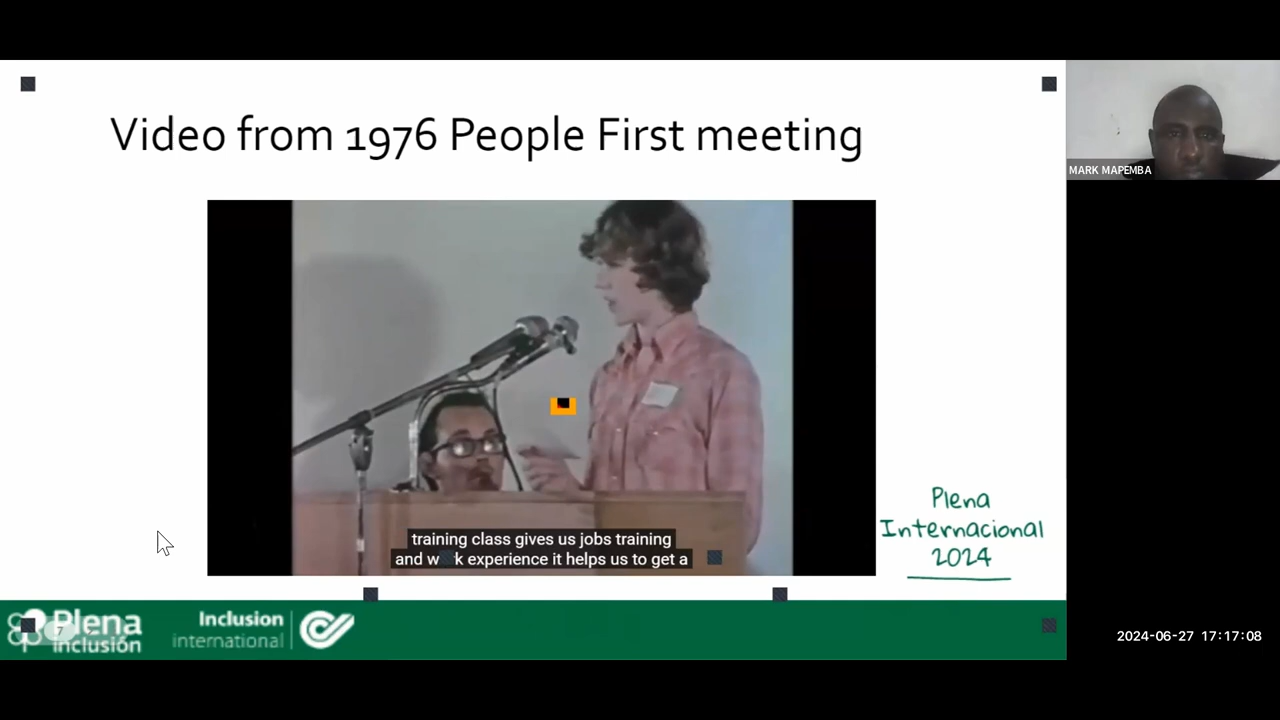 Video from 1976 People First meeting
MARK MAPEMBA
training class gives us jobs training
and w k experience it helps us to get a
Plena
Internacional
2024
Plena
inclusión
Inclusion
international
7
2024-06-27 17:17:08